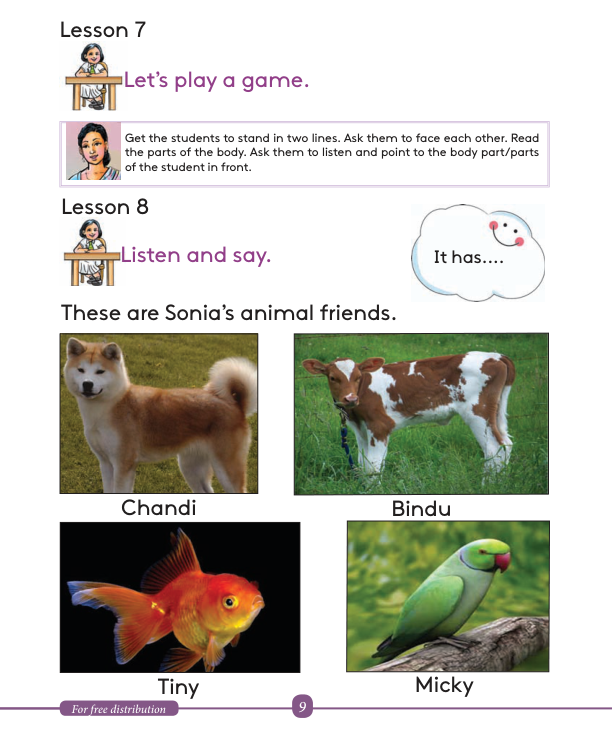 Lesson 7
Let's play a game.
Get the students to stand in two lines. Ask them to face each other. Read
the parts of the body. Ask them to listen and point to the body part/parts
of the student in front.
Lesson 8
Listen and say.
It has....
These are Sonia's animal friends.
Chandi
Bindu
Tiny
Micky
For free distribution
9